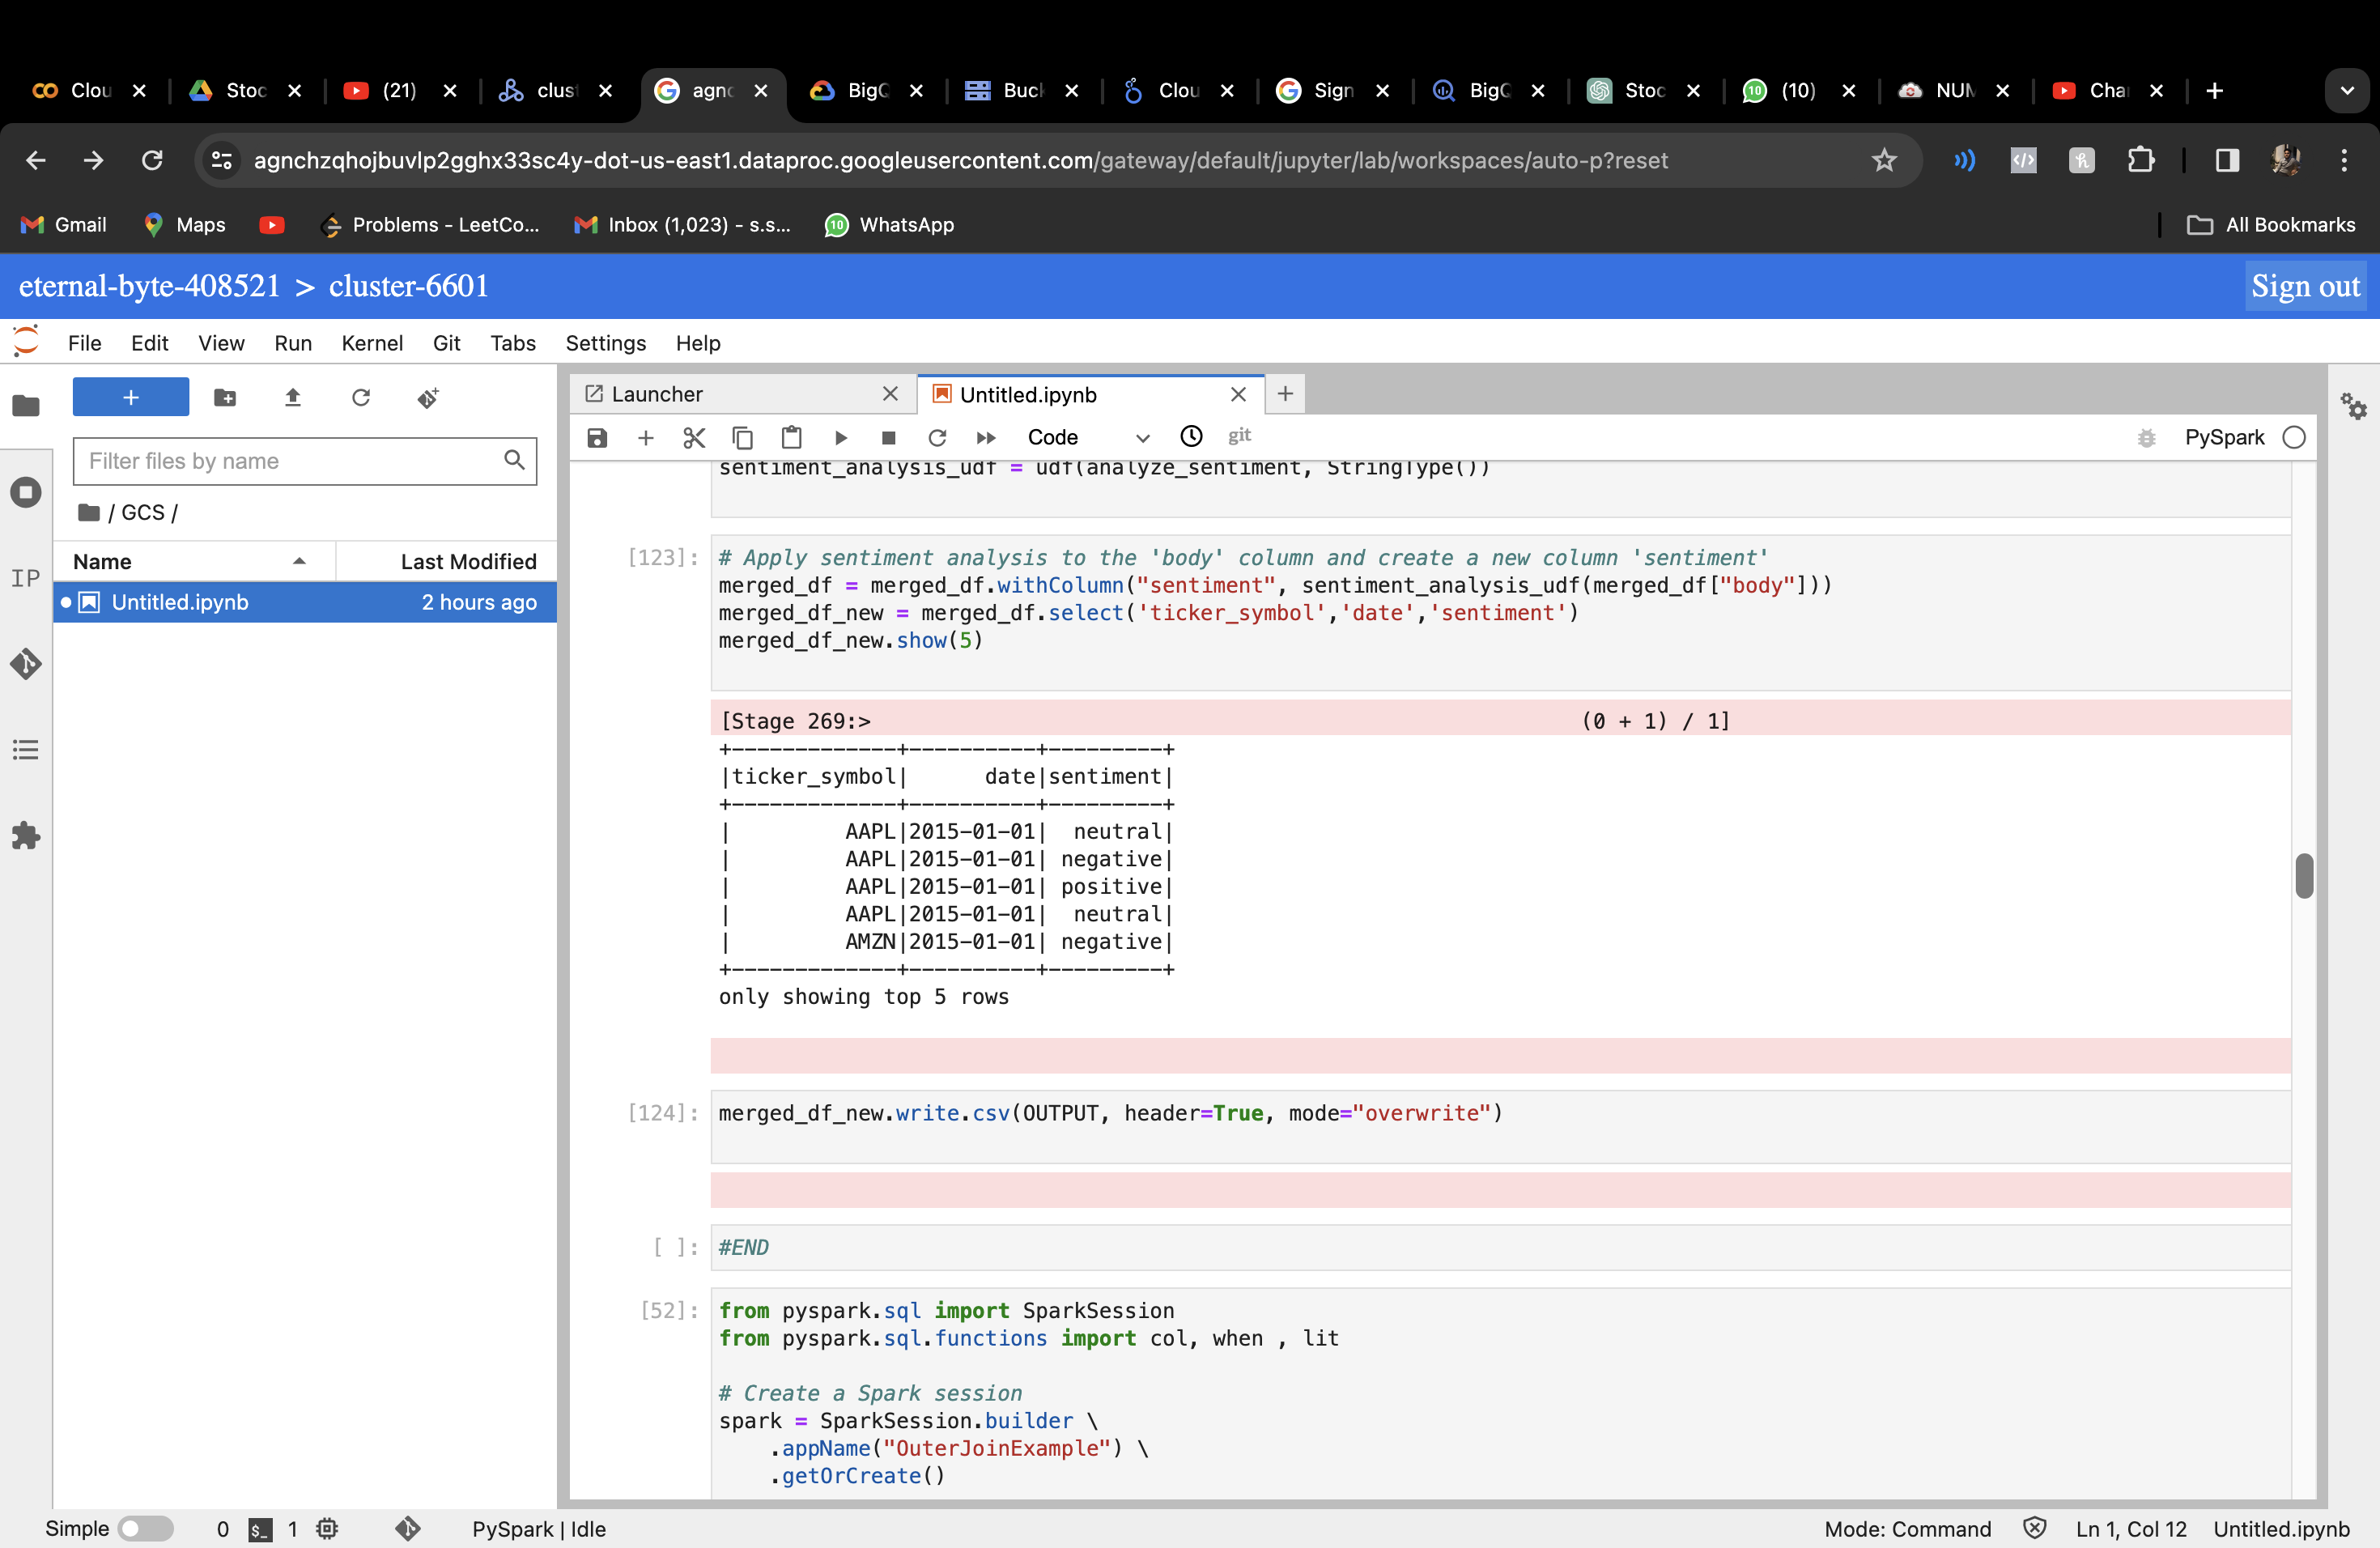 Clou
Stoc
(21)
clust
agnc
BigQ
Buck
Clou
Sign
BigQ
Stoc
(10)
NUM
Cha
agnchzqhojbuvlp2gghx33sc4y-dot-us-east1.dataproc.googleusercontent.com/gateway/default/jupyter/lab/workspaces/auto-p?reset
Gmail
Maps
Problems - LeetCo...
Inbox (1,023) - s.s...
WhatsApp
All Bookmarks
eternal-byte-408521 > cluster-6601
Sign out
File Edit View Run Kernel Git Tabs Settings Help
Launcher
Untitled.ipynb
Code
git
PySpark
Filter files by name
/ GCS /
Name
Last Modified
Untitled.ipynb
2 hours ago
IP
sentiment_analysis_udf = udf(analyze_sentiment, StringType())
[123]:
# Apply sentiment analysis to the 'body' column and create a new column 'sentiment'
merged_df = merged_df.withColumn("sentiment", sentiment_analysis_udf(merged_df["body"]))
merged_df_new = merged_df.select('ticker_symbol','date','sentiment')
merged_df_new.show(5)
[Stage 269:> (0 + 1) / 1]
+-------------+----------+---------+
|ticker_symbol|      date|sentiment|
+-------------+----------+---------+
|         AAPL|2015-01-01|  neutral|
|         AAPL|2015-01-01| negative|
|         AAPL|2015-01-01| positive|
|         AAPL|2015-01-01|  neutral|
|         AMZN|2015-01-01| negative|
+-------------+----------+---------+
only showing top 5 rows
[124]:
merged_df_new.write.csv(OUTPUT, header=True, mode="overwrite")
[ ]:
#END
[52]:
from pyspark.sql import SparkSession
from pyspark.sql.functions import col, when , lit
# Create a Spark session
spark = SparkSession.builder \
    .appName("OuterJoinExample") \
    .getOrCreate()
Simple
0
$_
1
PySpark | Idle
Mode: Command
Ln 1, Col 12
Untitled.ipynb